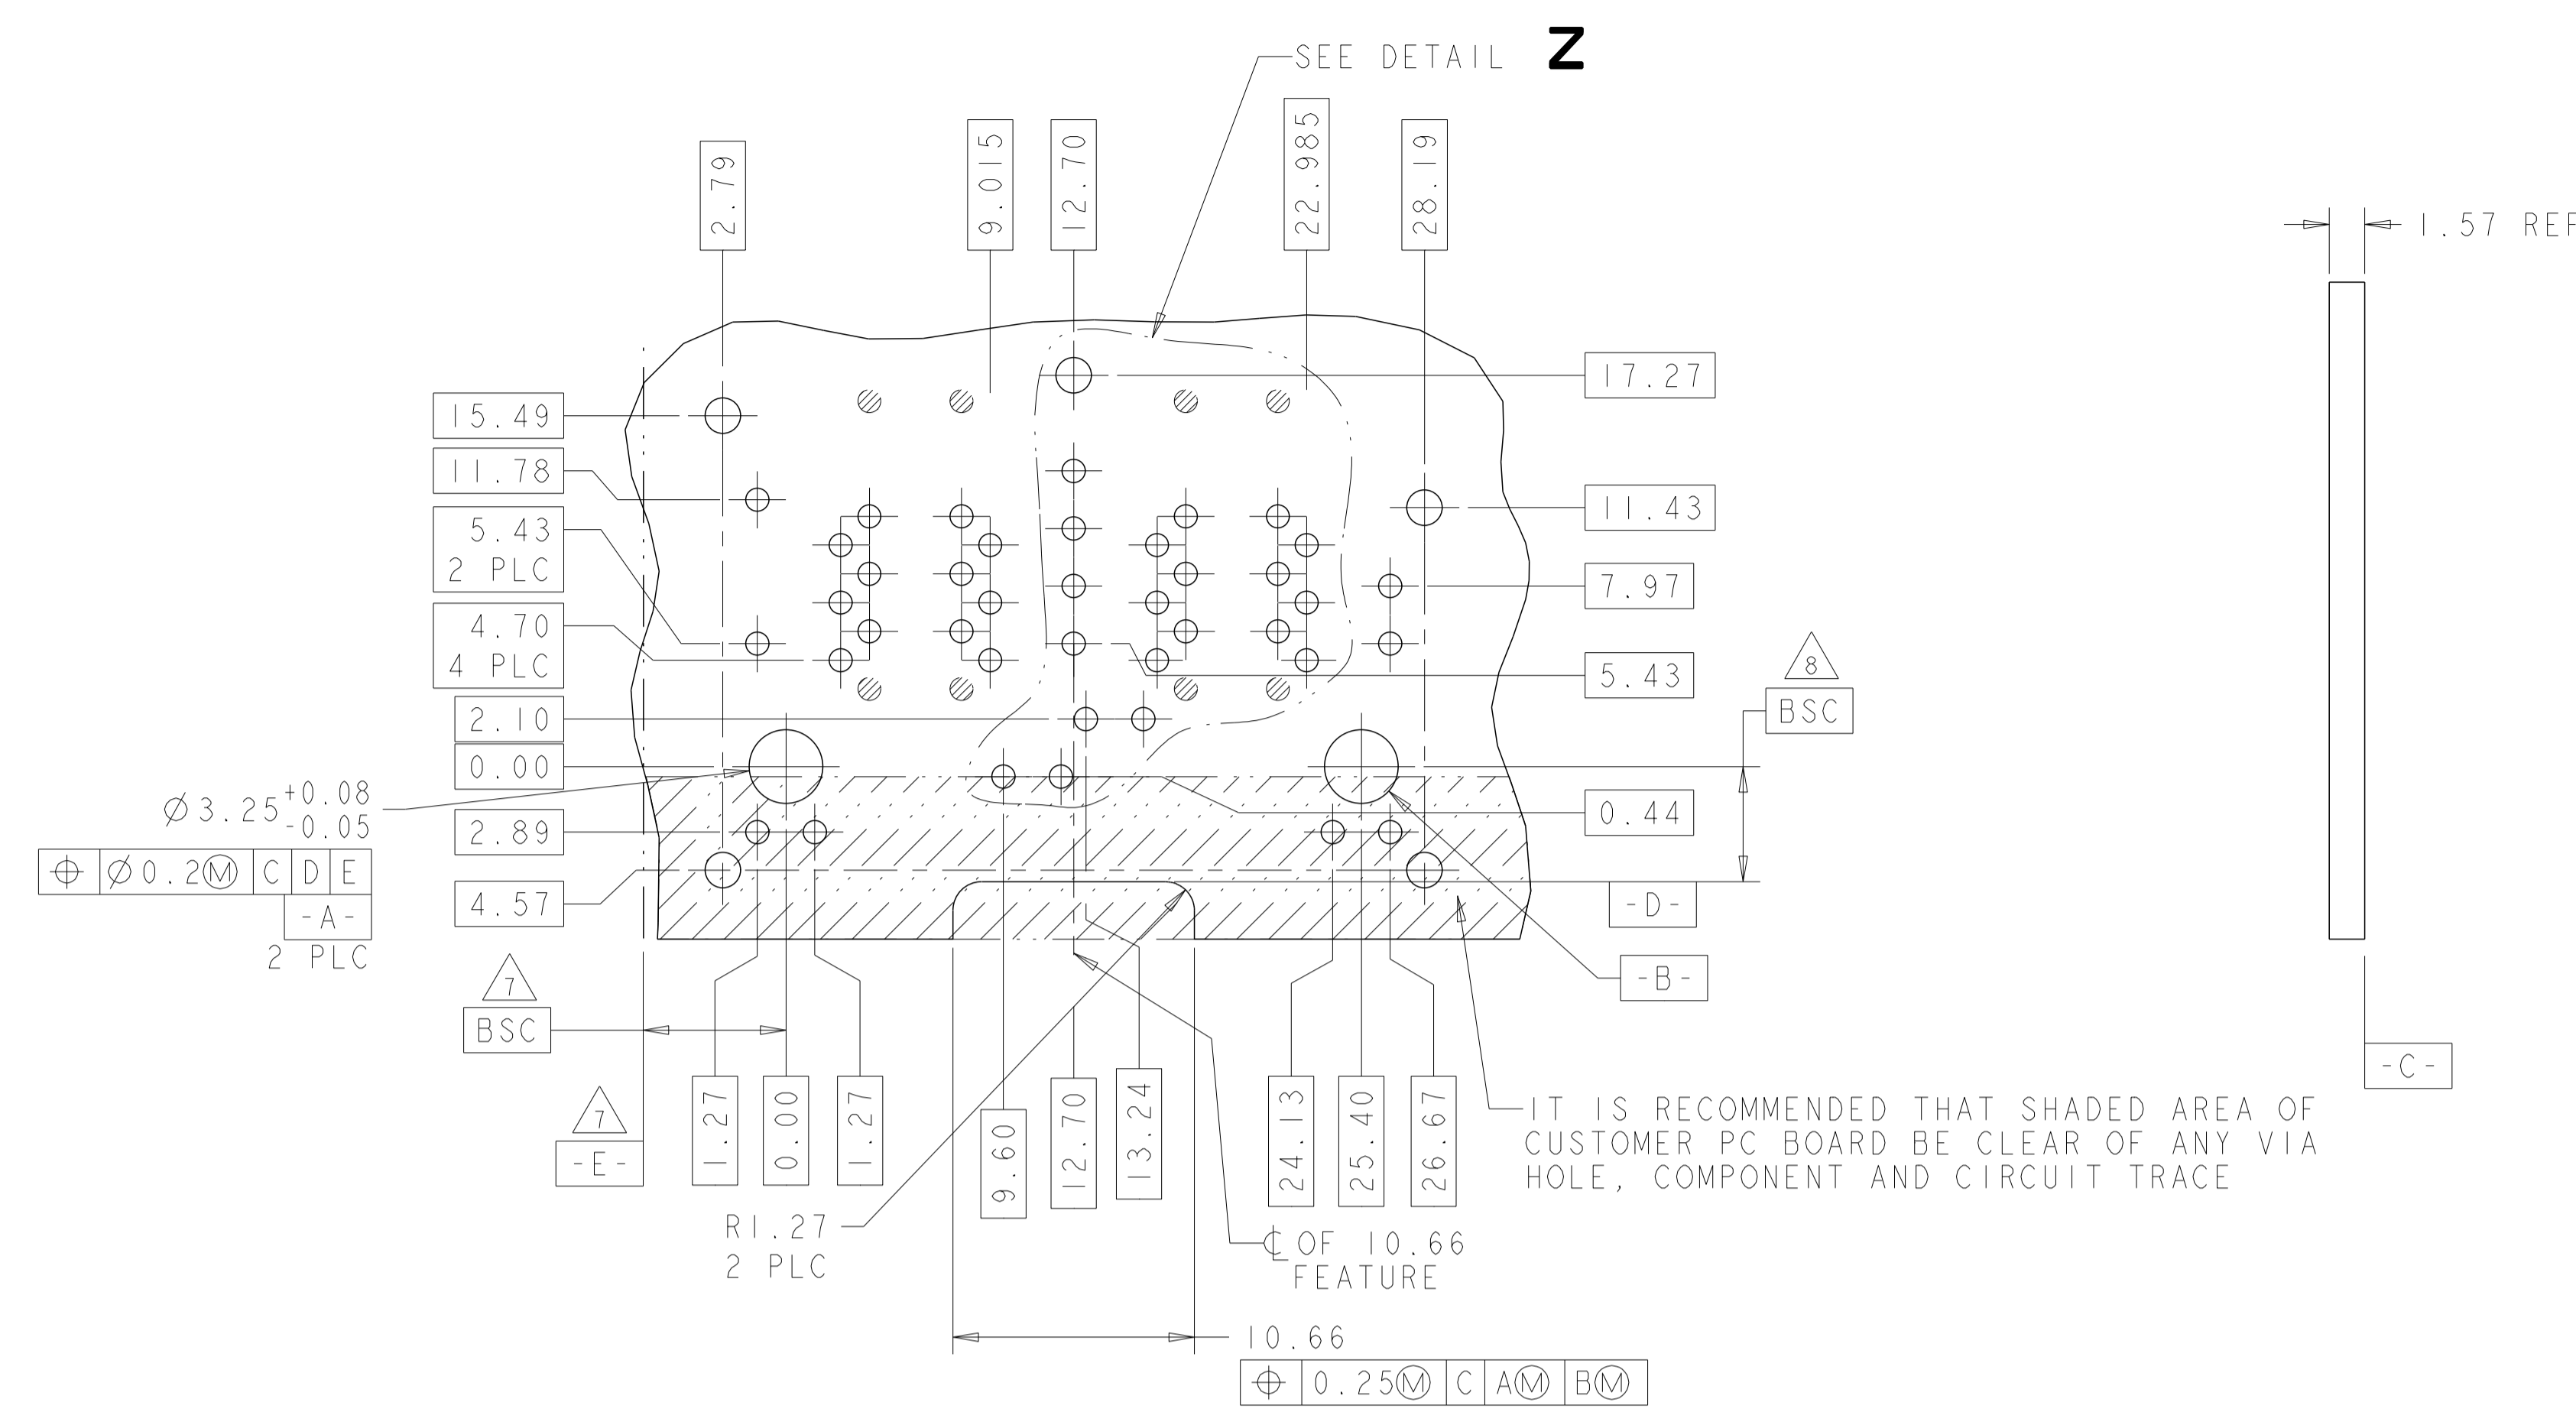 SEE DETAIL Z
2.79
9.015
12.70
22.985
28.19
1.57 REF
15.49
11.78
5.43
2 PLC
4.70
4 PLC
2.10
0.00
2.89
4.57
17.27
11.43
7.97
5.43
8
BSC
0.44
-D-
-B-
Ø3.25 +0.08
-0.05
⌖ Ø0.2Ⓜ C D E
-A-
2 PLC
7
BSC
7
-E-
1.27
0.00
1.27
9.60
12.70
13.24
24.13
25.40
26.67
-C-
IT IS RECOMMENDED THAT SHADED AREA OF
CUSTOMER PC BOARD BE CLEAR OF ANY VIA
HOLE, COMPONENT AND CIRCUIT TRACE
R1.27
2 PLC
℄ OF 10.66
FEATURE
10.66
⌖ 0.25Ⓜ C AⓂ BⓂ